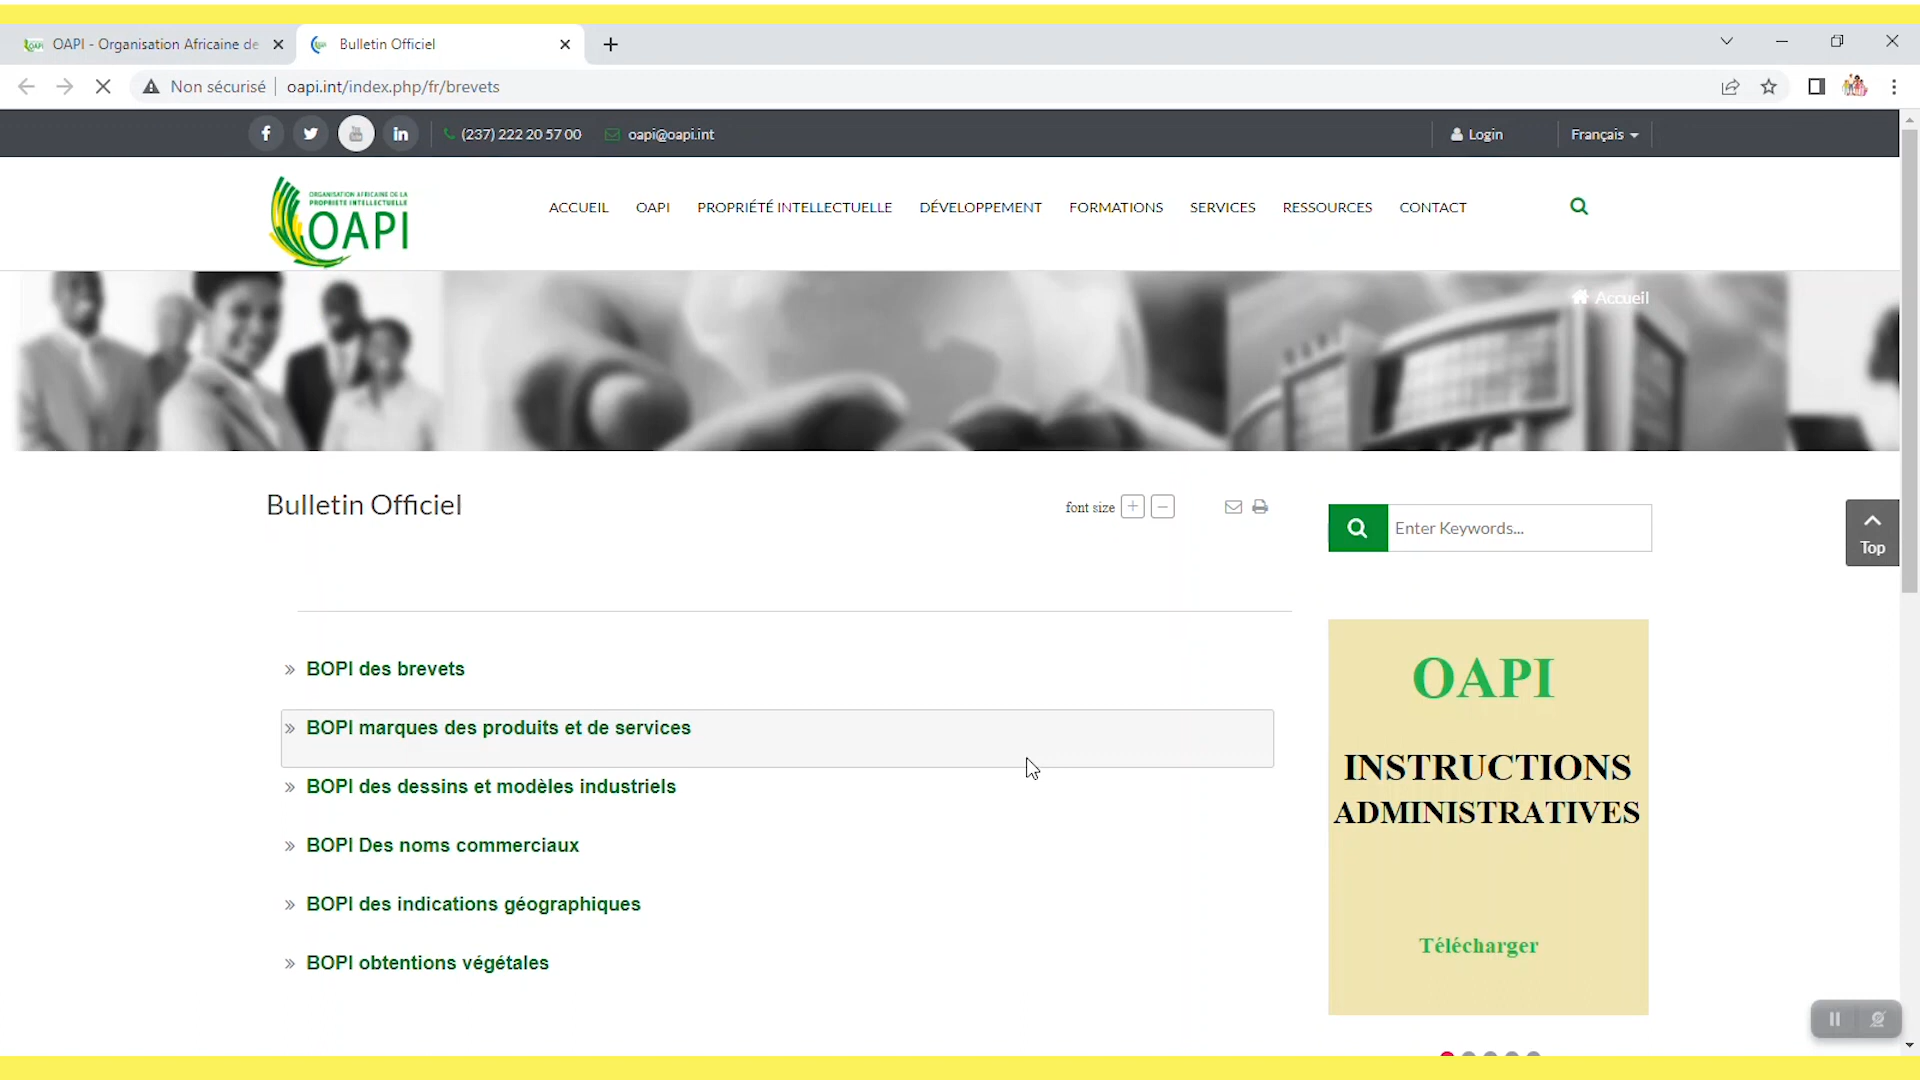 OAPI - Organisation Africaine de
Bulletin Officiel
Non sécurisé
oapi.int/index.php/fr/brevets
(237) 222 20 57 00
oapi@oapi.int
Login
Français
ORGANISATION AFRICAINE DE LA
PROPRIETE INTELLECTUELLE
OAPI
ACCUEIL
OAPI
PROPRIÉTÉ INTELLECTUELLE
DÉVELOPPEMENT
FORMATIONS
SERVICES
RESSOURCES
CONTACT
Accueil
Bulletin Officiel
font size
Enter Keywords...
Top
BOPI des brevets
BOPI marques des produits et de services
BOPI des dessins et modèles industriels
BOPI Des noms commerciaux
BOPI des indications géographiques
BOPI obtentions végétales
OAPI
INSTRUCTIONS
ADMINISTRATIVES
Télécharger